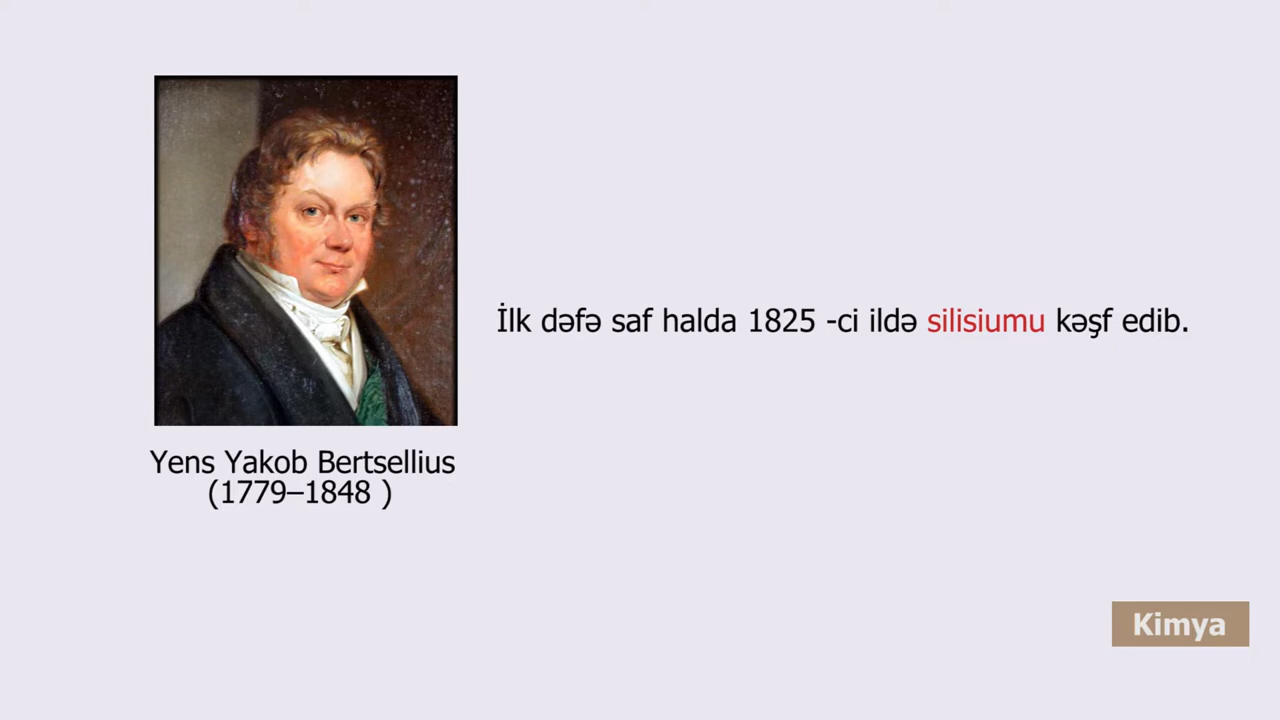 İlk dəfə saf halda 1825 -ci ildə silisiumu kəşf edib.
Yens Yakob Bertsellius
(1779–1848 )
Kimya